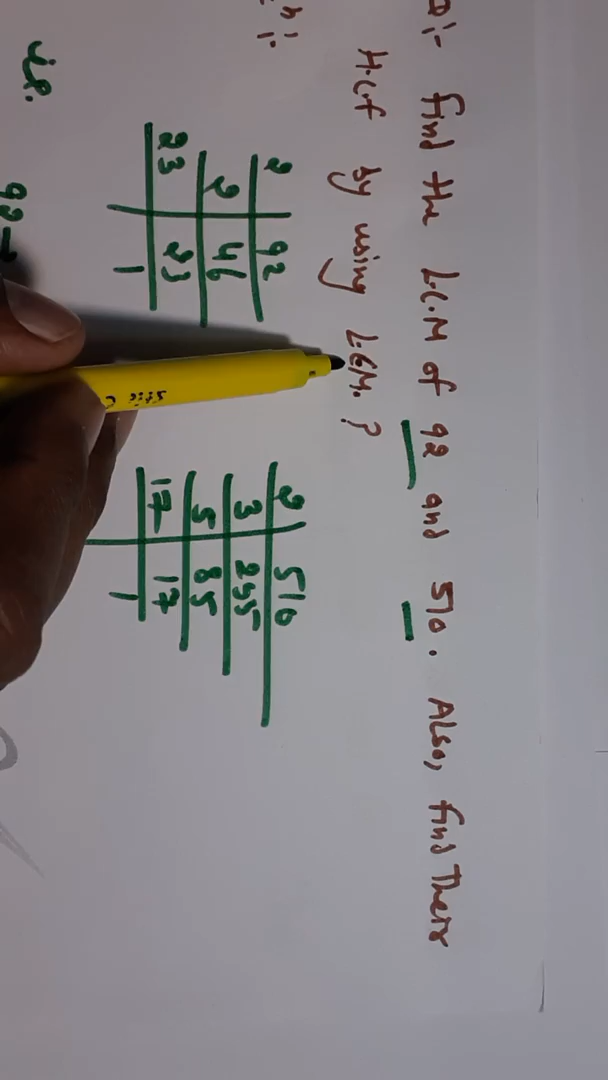 Q:- Find the L.C.M of 92 and 510. Also, find Their
H.C.f by using L.C.M. ?
2 | 92
2 | 46
23 | 23
1
2 | 510
3 | 255
5 | 85
17 | 17
1
i.e. 92 →